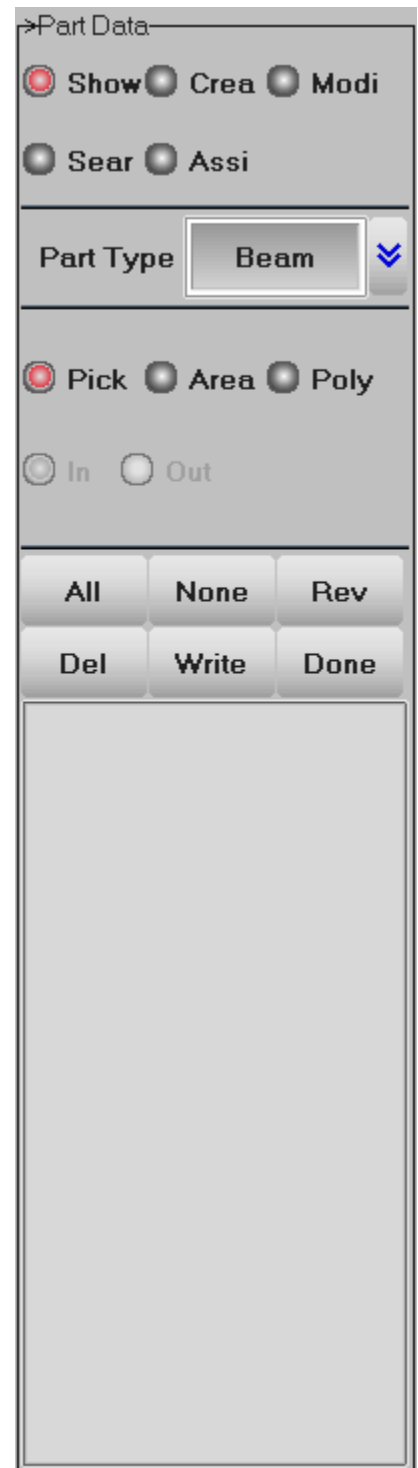 >Part Data
Show Crea Modi
Sear Assi
Part Type Beam
Pick Area Poly
In Out
All None Rev
Del Write Done